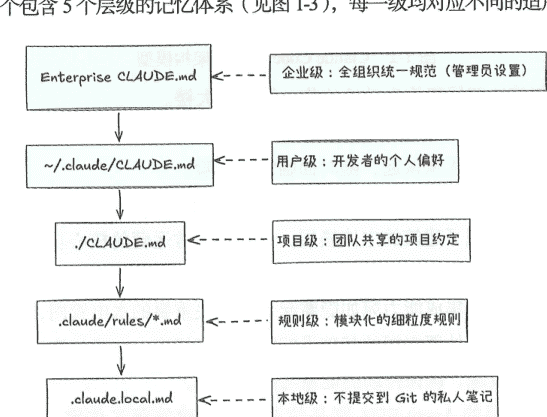 个包含 5 个层级的记忆体系（见图 1-3），每一级均对应不同的适
Enterprise CLAUDE.md
企业级：全组织统一规范（管理员设置）
~/.claude/CLAUDE.md
用户级：开发者的个人偏好
./CLAUDE.md
项目级：团队共享的项目约定
.claude/rules/*.md
规则级：模块化的细粒度规则
.claude.local.md
本地级：不提交到 Git 的私人笔记